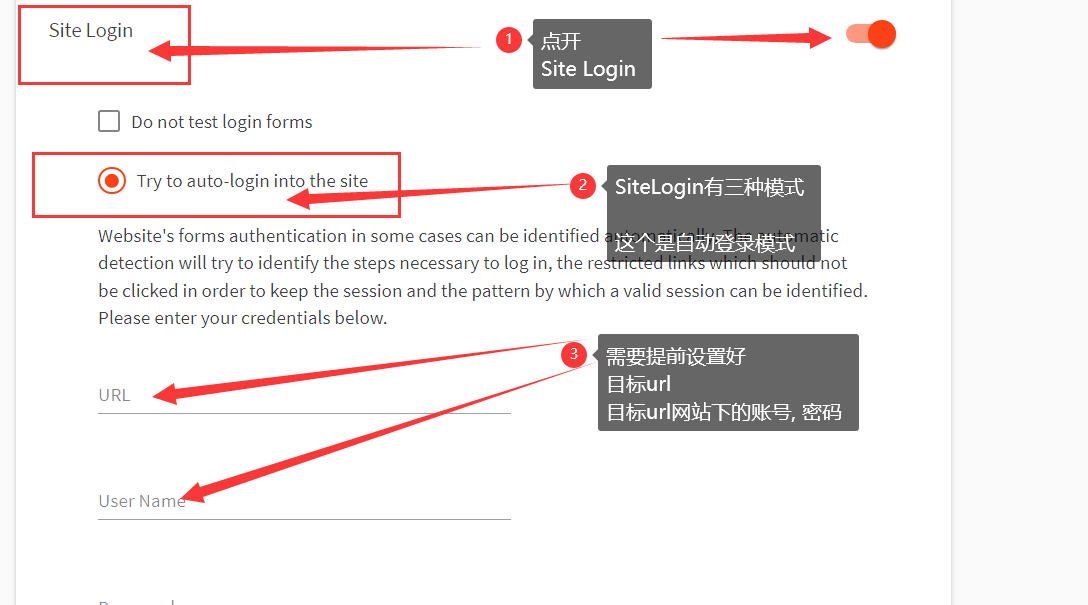 Site Login
1
点开
Site Login
Do not test login forms
Try to auto-login into the site
2
SiteLogin有三种模式
这个是自动登录模式
Website's forms authentication in some cases can be identified automatically. The automatic
detection will try to identify the steps necessary to log in, the restricted links which should not
be clicked in order to keep the session and the pattern by which a valid session can be identified.
Please enter your credentials below.
3
需要提前设置好
目标url
目标url网站下的账号, 密码
URL
User Name